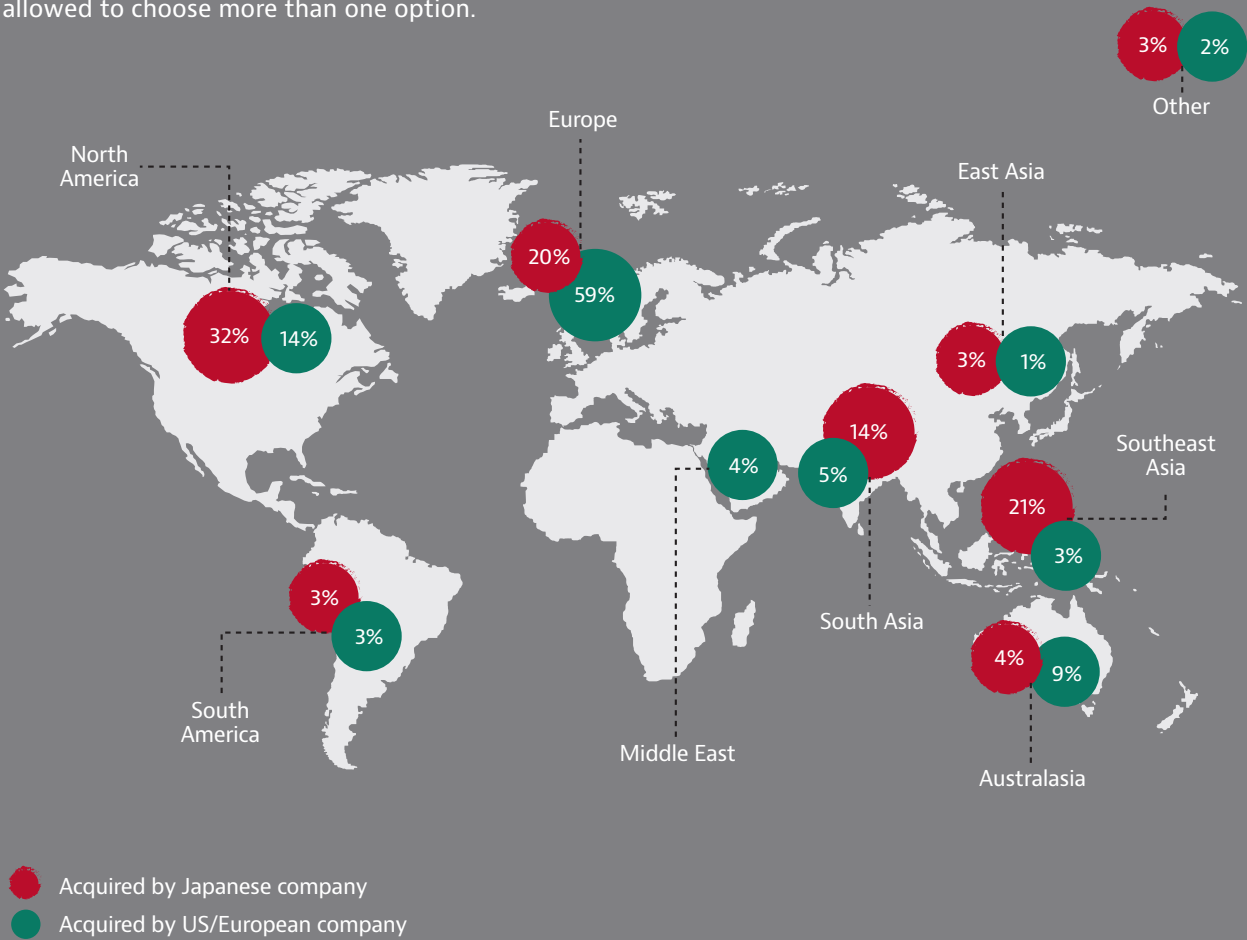 allowed to choose more than one option.
3%
2%
Other
Europe
North
America
East Asia
20%
59%
32%
14%
3%
1%
14%
4%
5%
Southeast
Asia
21%
3%
3%
3%
South Asia
4%
9%
South
America
Middle East
Australasia
Acquired by Japanese company
Acquired by US/European company